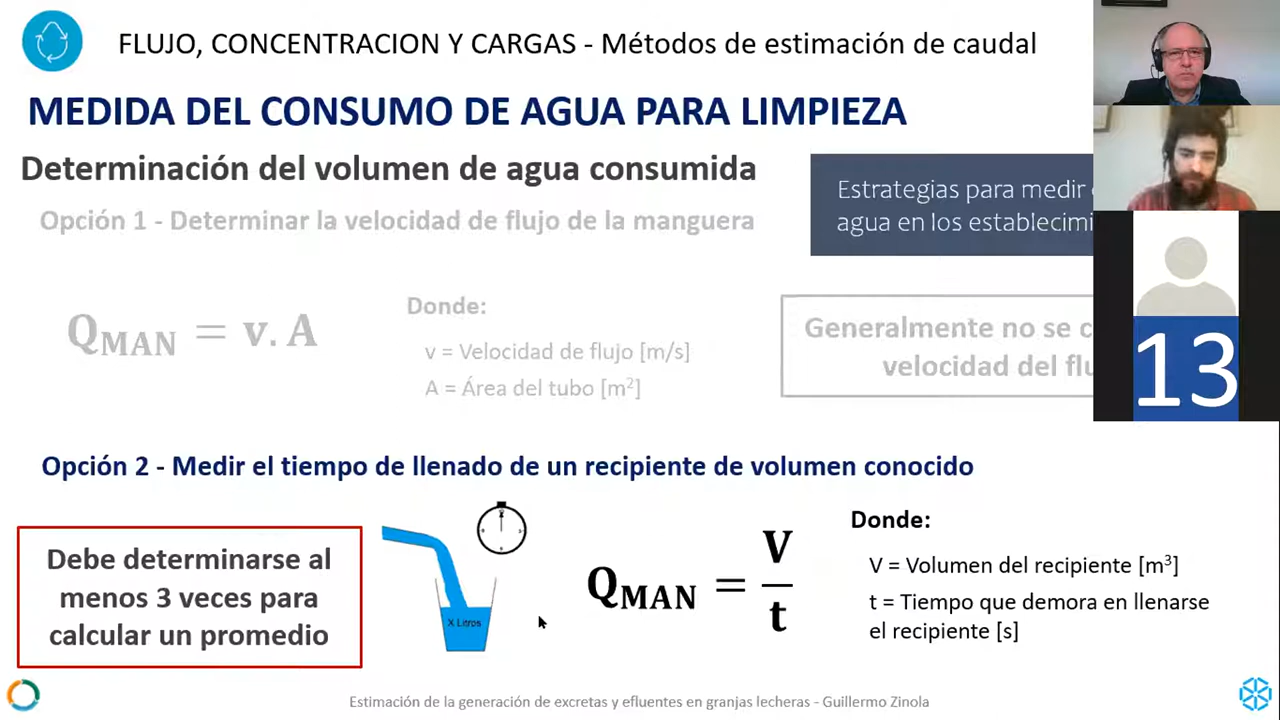 FLUJO, CONCENTRACION Y CARGAS - Métodos de estimación de caudal
MEDIDA DEL CONSUMO DE AGUA PARA LIMPIEZA
Determinación del volumen de agua consumida
Opción 1 - Determinar la velocidad de flujo de la manguera
Estrategias para medir
agua en los
Q_MAN = v. A
Donde:
v = Velocidad de flujo [m/s]
A = Área del tubo [m²]
Generalmente no se
velocidad del
13
Opción 2 - Medir el tiempo de llenado de un recipiente de volumen conocido
Debe determinarse al
menos 3 veces para
calcular un promedio
X Litros
Q_MAN = V/t
Donde:
V = Volumen del recipiente [m³]
t = Tiempo que demora en llenarse
el recipiente [s]
Estimación de la generación de excretas y efluentes en granjas lecheras - Guillermo Zinola